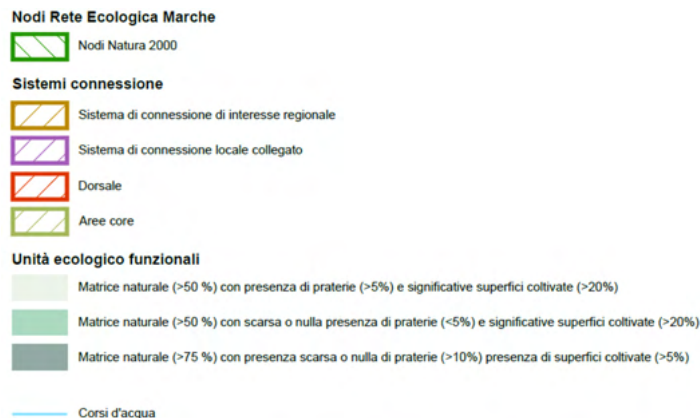 Nodi Rete Ecologica Marche
Nodi Natura 2000
Sistemi connessione
Sistema di connessione di interesse regionale
Sistema di connessione locale collegato
Dorsale
Aree core
Unità ecologico funzionali
Matrice naturale (>50 %) con presenza di praterie (>5%) e significative superfici coltivate (>20%)
Matrice naturale (>50 %) con scarsa o nulla presenza di praterie (<5%) e significative superfici coltivate (>20%)
Matrice naturale (>75 %) con presenza scarsa o nulla di praterie (>10%) presenza di superfici coltivate (>5%)
Corsi d'acqua